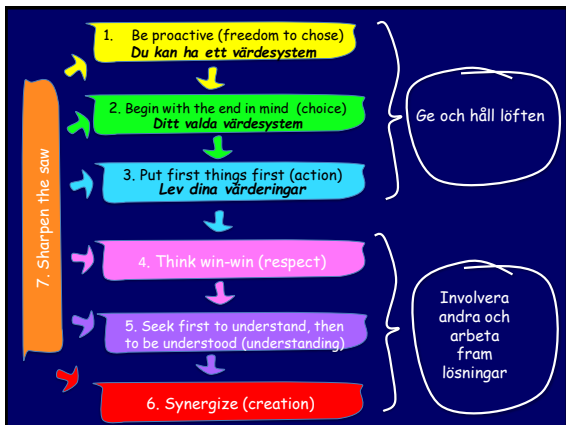 1. Be proactive (freedom to chose)
Du kan ha ett värdesystem
2. Begin with the end in mind (choice)
Ditt valda värdesystem
3. Put first things first (action)
Lev dina värderingar
Ge och håll löften
7. Sharpen the saw
4. Think win-win (respect)
5. Seek first to understand, then
to be understood (understanding)
6. Synergize (creation)
Involvera
andra och
arbeta
fram
lösningar